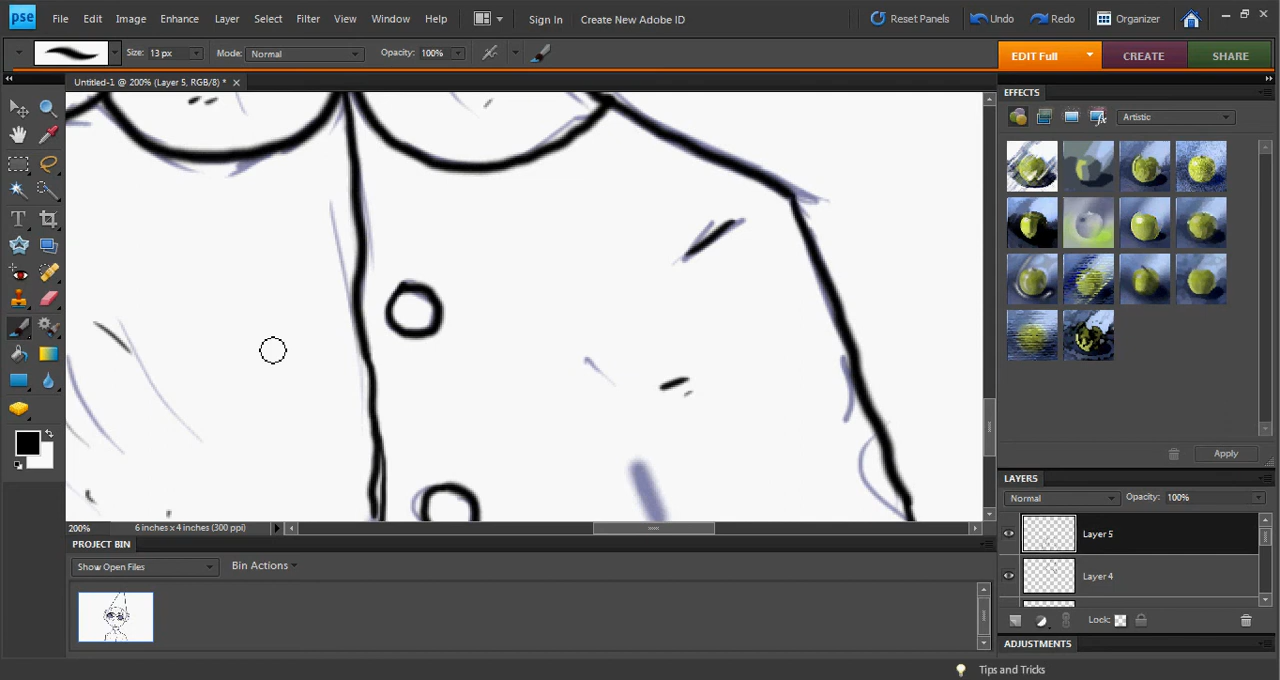 pse File Edit Image Enhance Layer Select Filter View Window Help Sign In Create New Adobe ID Reset Panels Undo Redo Organizer
Size: 13 px Mode: Normal Opacity: 100% EDIT Full CREATE SHARE
Untitled-1 @ 200% (Layer 5, RGB/8) *
EFFECTS
Artistic
Apply
LAYERS
Normal Opacity: 100%
Layer 5
Layer 4
Lock:
200% 6 inches x 4 inches (300 ppi)
PROJECT BIN
Show Open Files Bin Actions
ADJUSTMENTS
Tips and Tricks